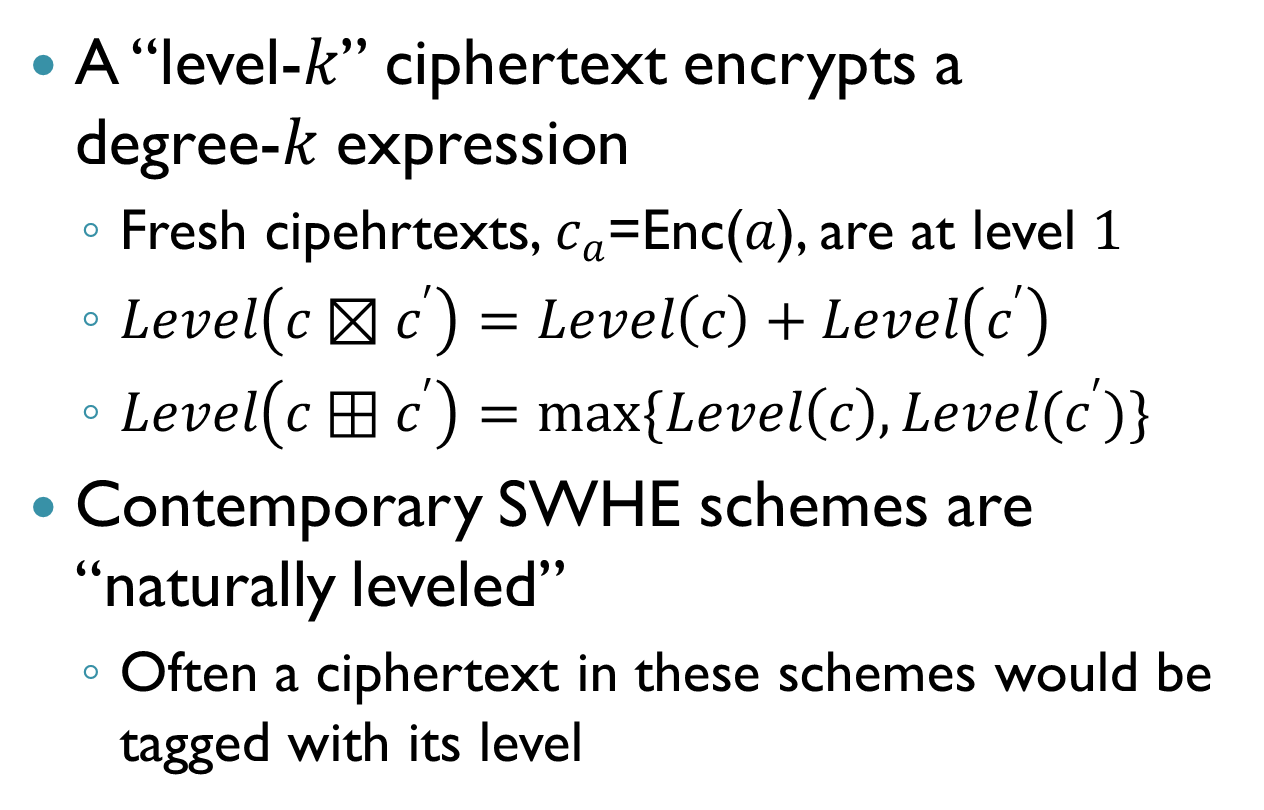 • A “level-𝑘” ciphertext encrypts a
degree-𝑘 expression
◦ Fresh cipehrtexts, 𝑐ₐ=Enc(𝑎), are at level 1
◦ 𝐿𝑒𝑣𝑒𝑙(𝑐 ⊠ 𝑐′) = 𝐿𝑒𝑣𝑒𝑙(𝑐) + 𝐿𝑒𝑣𝑒𝑙(𝑐′)
◦ 𝐿𝑒𝑣𝑒𝑙(𝑐 ⊞ 𝑐′) = max{𝐿𝑒𝑣𝑒𝑙(𝑐), 𝐿𝑒𝑣𝑒𝑙(𝑐′)}
• Contemporary SWHE schemes are
“naturally leveled”
◦ Often a ciphertext in these schemes would be
tagged with its level